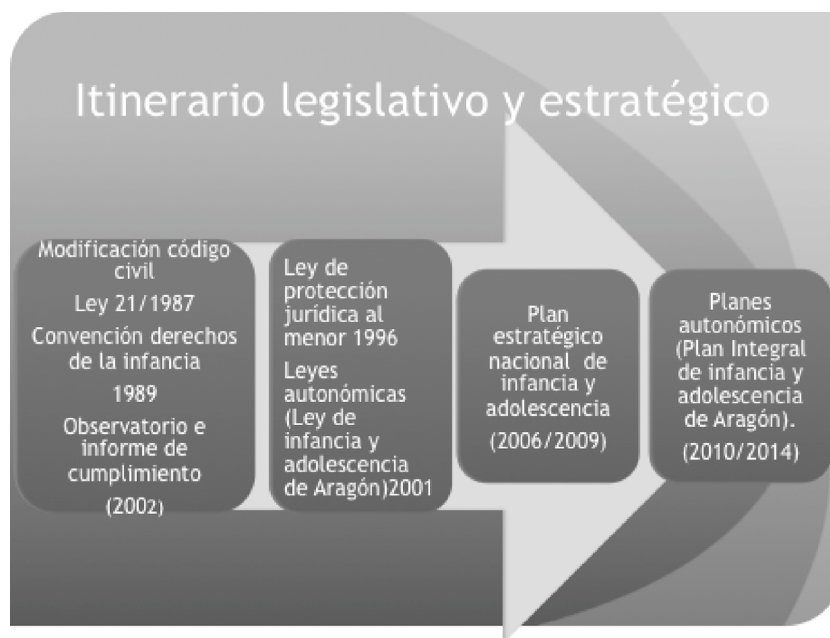 Itinerario legislativo y estratégico
Modificación código
civil
Ley 21/1987
Convención derechos
de la infancia
1989
Observatorio e
informe de
cumplimiento
(2002)
Ley de
protección
jurídica al
menor 1996
Leyes
autonómicas
(Ley de
infancia y
adolescencia
de Aragón)2001
Plan
estratégico
nacional de
infancia y
adolescencia
(2006/2009)
Planes
autonómicos
(Plan Integral
de infancia y
adolescencia
de Aragón).
(2010/2014)